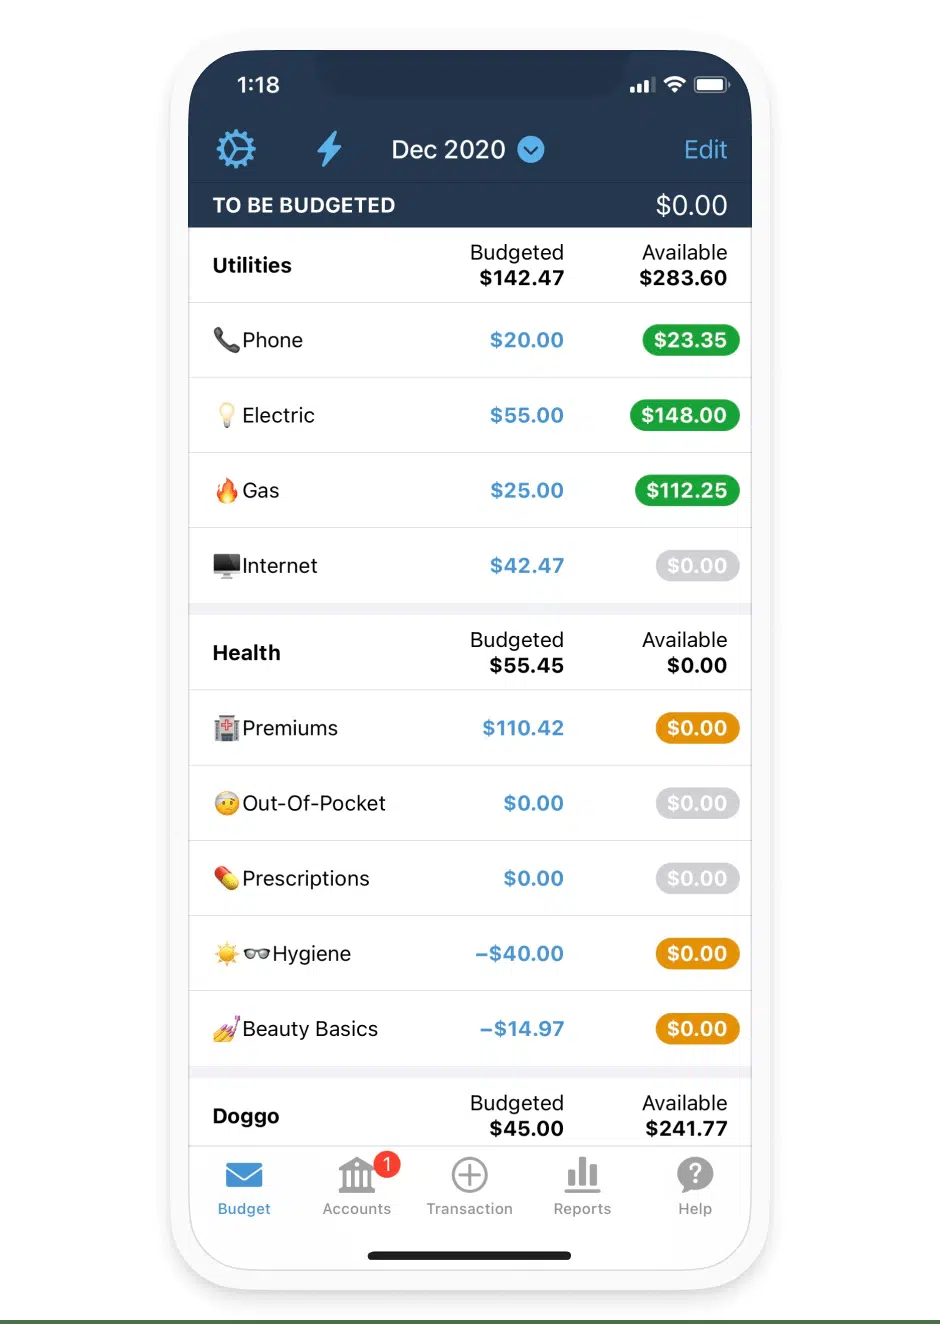 1:18
Dec 2020 Edit
TO BE BUDGETED $0.00
Utilities Budgeted $142.47 Available $283.60
Phone $20.00 $23.35
Electric $55.00 $148.00
Gas $25.00 $112.25
Internet $42.47 $0.00
Health Budgeted $55.45 Available $0.00
Premiums $110.42 $0.00
Out-Of-Pocket $0.00 $0.00
Prescriptions $0.00 $0.00
Hygiene −$40.00 $0.00
Beauty Basics −$14.97 $0.00
Doggo Budgeted $45.00 Available $241.77
1
Budget Accounts Transaction Reports Help